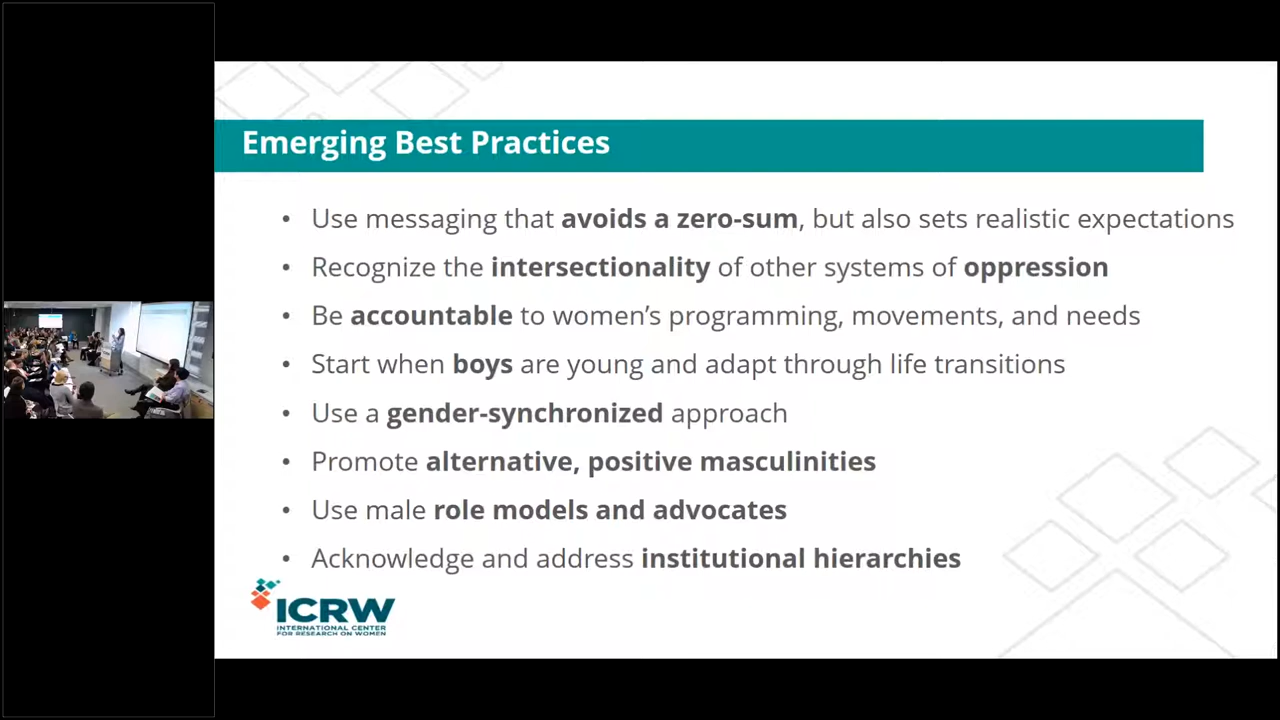 Emerging Best Practices
• Use messaging that avoids a zero-sum, but also sets realistic expectations
• Recognize the intersectionality of other systems of oppression
• Be accountable to women’s programming, movements, and needs
• Start when boys are young and adapt through life transitions
• Use a gender-synchronized approach
• Promote alternative, positive masculinities
• Use male role models and advocates
• Acknowledge and address institutional hierarchies
ICRW
INTERNATIONAL CENTER
FOR RESEARCH ON WOMEN